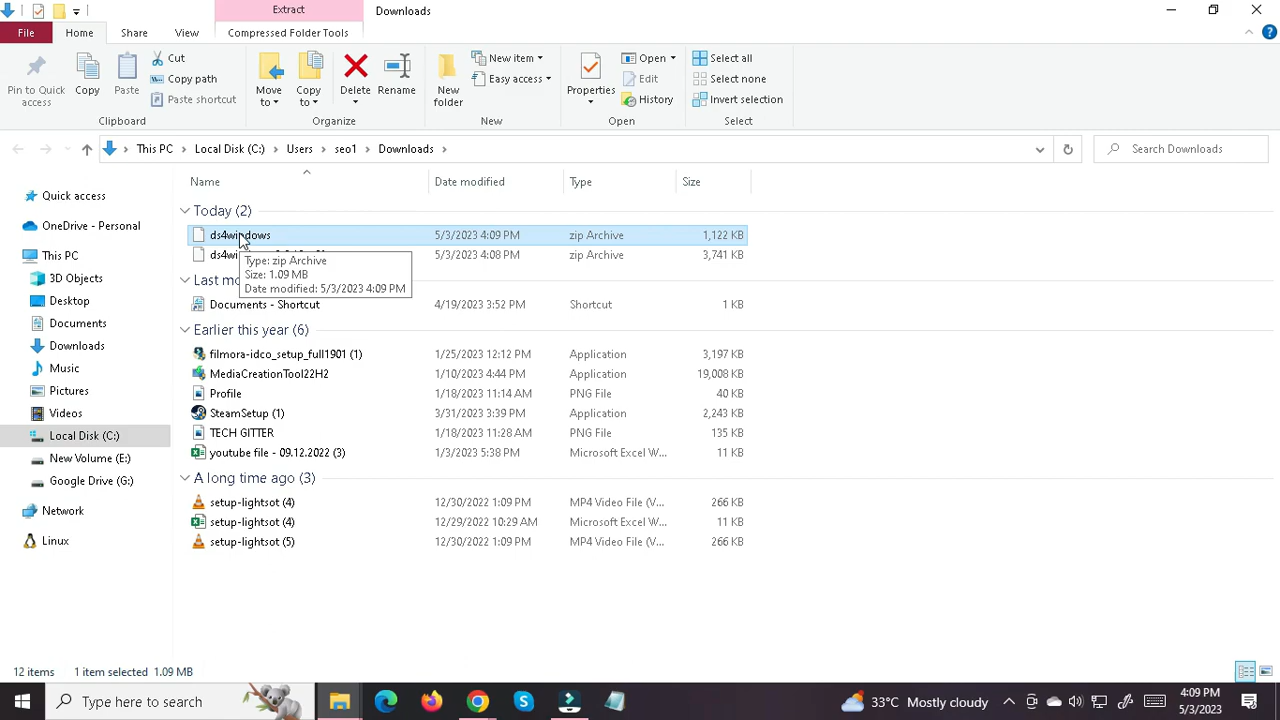 Extract
Downloads
File
Home
Share
View
Compressed Folder Tools
Pin to Quick access
Copy
Paste
Cut
Copy path
Paste shortcut
Clipboard
Move to
Copy to
Delete
Rename
Organize
New folder
New item
Easy access
New
Properties
Open
Edit
History
Open
Select all
Select none
Invert selection
Select
This PC
Local Disk (C:)
Users
seo1
Downloads
Search Downloads
Name
Date modified
Type
Size
Quick access
OneDrive - Personal
This PC
3D Objects
Desktop
Documents
Downloads
Music
Pictures
Videos
Local Disk (C:)
New Volume (E:)
Google Drive (G:)
Network
Linux
Today (2)
ds4windows 5/3/2023 4:09 PM zip Archive 1,122 KB
5/3/2023 4:08 PM zip Archive 3,741 KB
Type: zip Archive
Size: 1.09 MB
Date modified: 5/3/2023 4:09 PM
Last
Documents - Shortcut 4/19/2023 3:52 PM Shortcut 1 KB
Earlier this year (6)
filmora-idco_setup_full1901 (1) 1/25/2023 12:12 PM Application 3,197 KB
MediaCreationTool22H2 1/10/2023 4:44 PM Application 19,008 KB
Profile 1/18/2023 11:14 AM PNG File 40 KB
SteamSetup (1) 3/31/2023 3:39 PM Application 2,243 KB
TECH GITTER 1/18/2023 11:28 AM PNG File 135 KB
youtube file - 09.12.2022 (3) 1/3/2023 5:38 PM Microsoft Excel W... 11 KB
A long time ago (3)
setup-lightsot (4) 12/30/2022 1:09 PM MP4 Video File (V... 266 KB
setup-lightsot (4) 12/29/2022 10:29 AM Microsoft Excel W... 11 KB
setup-lightsot (5) 12/30/2022 1:09 PM MP4 Video File (V... 266 KB
12 items 1 item selected 1.09 MB
Type here to search
33°C Mostly cloudy
4:09 PM
5/3/2023